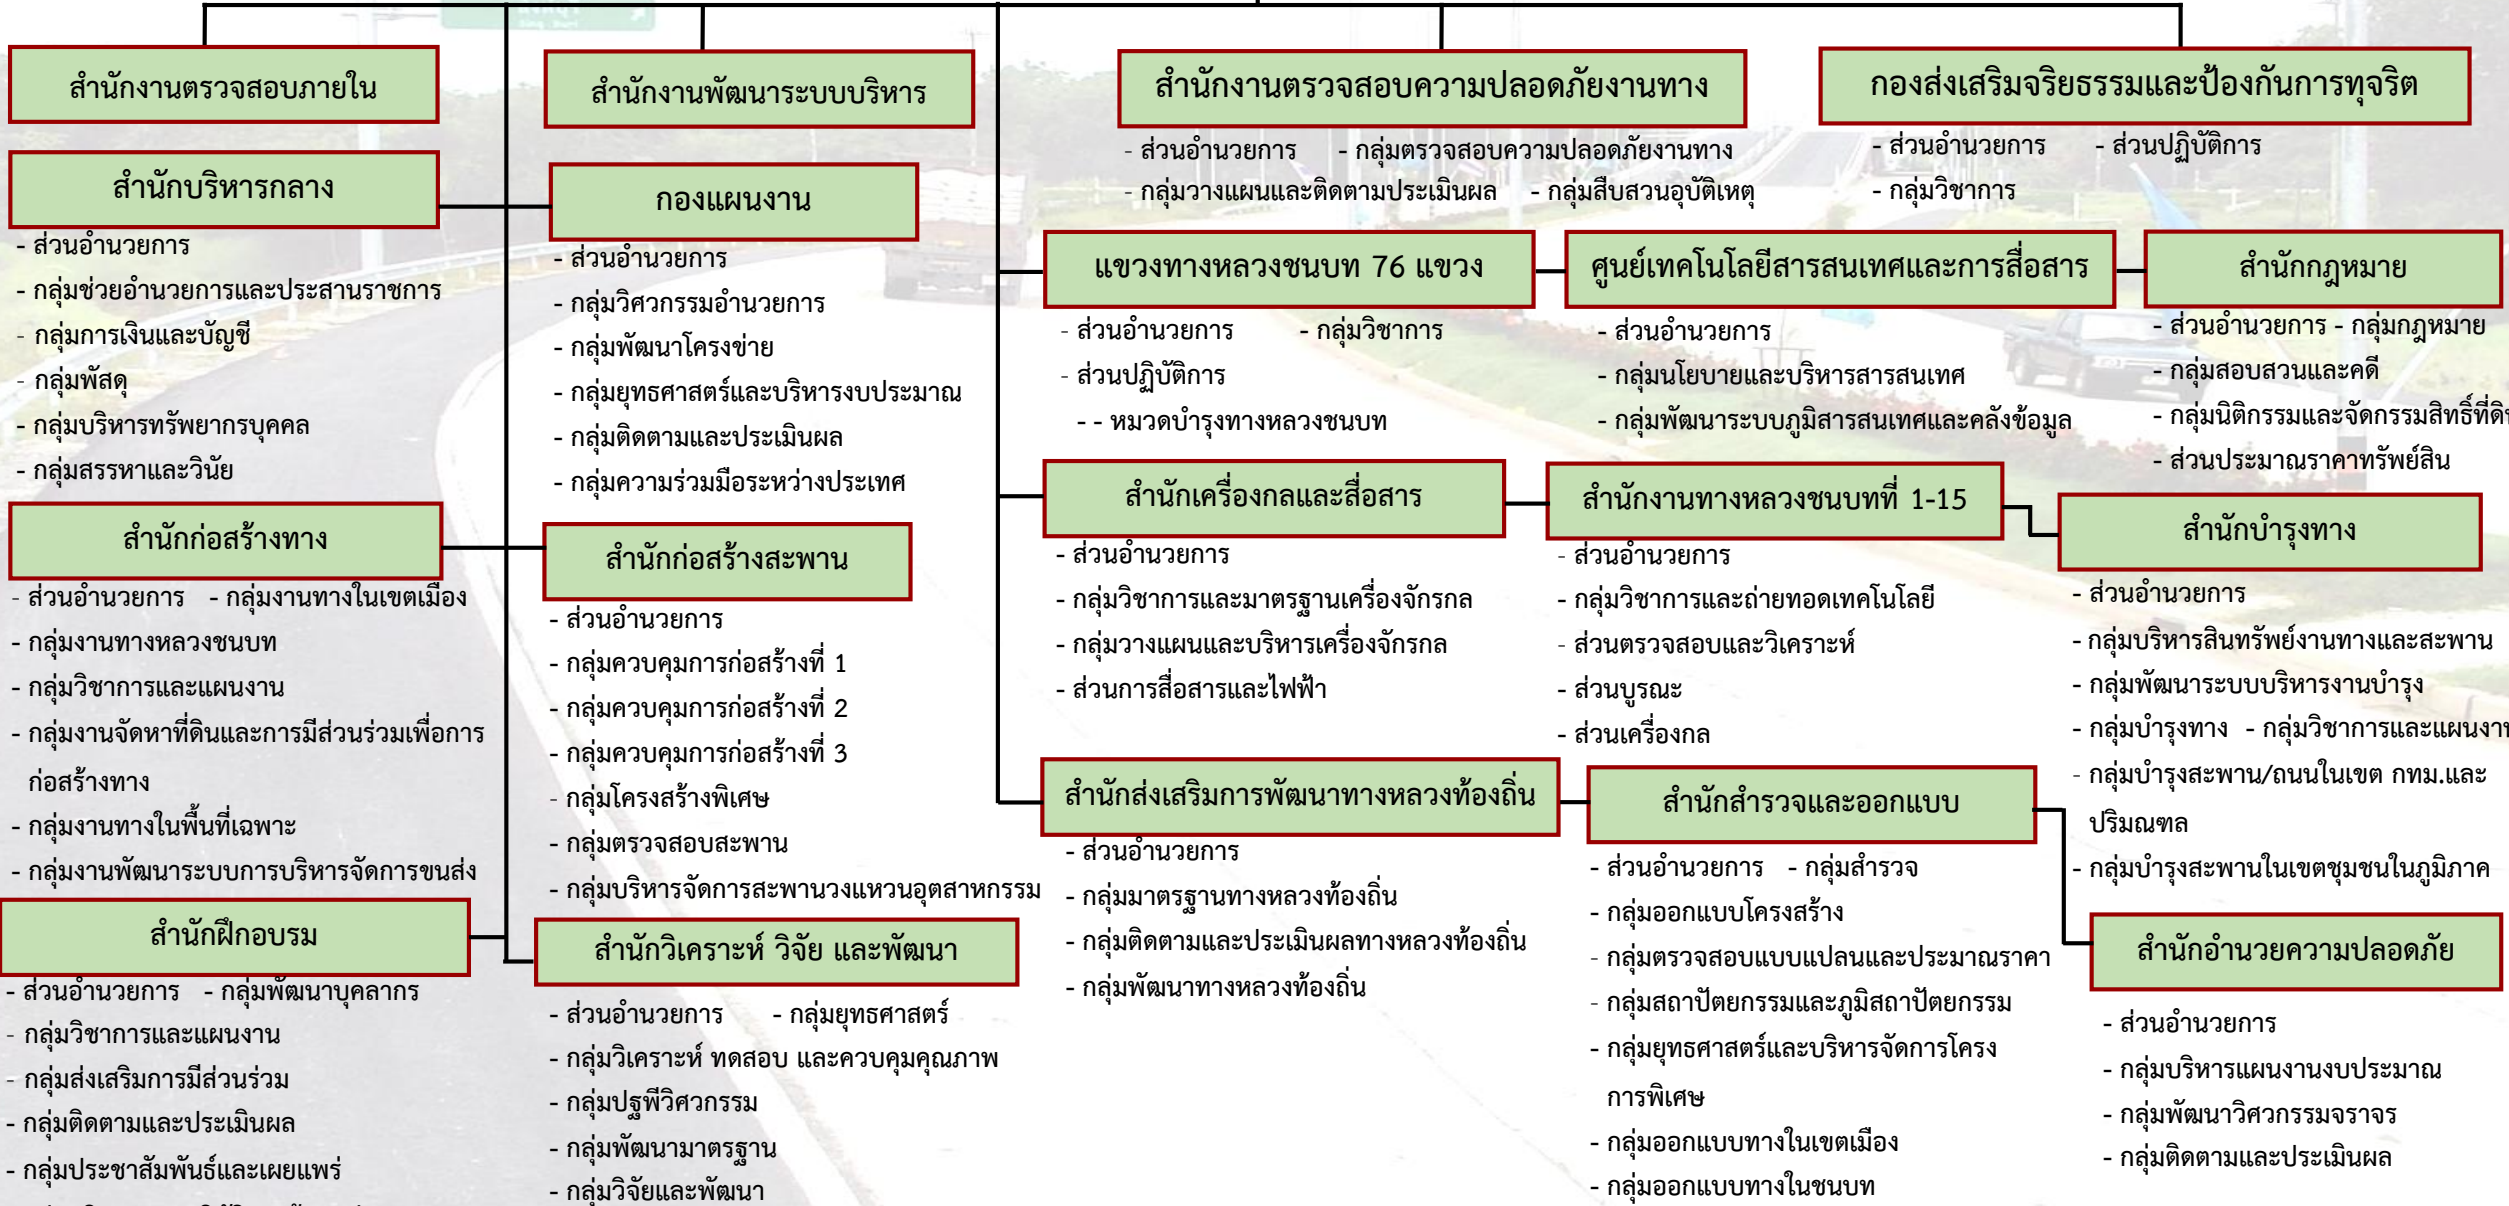 สำนักงานตรวจสอบภายใน
สำนักงานพัฒนาระบบบริหาร
สำนักงานตรวจสอบความปลอดภัยงานทาง
- ส่วนอำนวยการ - กลุ่มตรวจสอบความปลอดภัยงานทาง
- กลุ่มวางแผนและติดตามประเมินผล - กลุ่มสืบสวนอุบัติเหตุ
กองส่งเสริมจริยธรรมและป้องกันการทุจริต
- ส่วนอำนวยการ - ส่วนปฏิบัติการ
- กลุ่มวิชาการ
สำนักบริหารกลาง
- ส่วนอำนวยการ
- กลุ่มช่วยอำนวยการและประสานราชการ
- กลุ่มการเงินและบัญชี
- กลุ่มพัสดุ
- กลุ่มบริหารทรัพยากรบุคคล
- กลุ่มสรรหาและวินัย
กองแผนงาน
- ส่วนอำนวยการ
- กลุ่มวิศวกรรมอำนวยการ
- กลุ่มพัฒนาโครงข่าย
- กลุ่มยุทธศาสตร์และบริหารงบประมาณ
- กลุ่มติดตามและประเมินผล
- กลุ่มความร่วมมือระหว่างประเทศ
แขวงทางหลวงชนบท 76 แขวง
- ส่วนอำนวยการ - กลุ่มวิชาการ
- ส่วนปฏิบัติการ
- - หมวดบำรุงทางหลวงชนบท
ศูนย์เทคโนโลยีสารสนเทศและการสื่อสาร
- ส่วนอำนวยการ
- กลุ่มนโยบายและบริหารสารสนเทศ
- กลุ่มพัฒนาระบบภูมิสารสนเทศและคลังข้อมูล
สำนักกฎหมาย
- ส่วนอำนวยการ - กลุ่มกฎหมาย
- กลุ่มสอบสวนและคดี
- กลุ่มนิติกรรมและจัดกรรมสิทธิ์ที่ดิน
- ส่วนประมาณราคาทรัพย์สิน
สำนักก่อสร้างทาง
- ส่วนอำนวยการ - กลุ่มงานทางในเขตเมือง
- กลุ่มงานทางหลวงชนบท
- กลุ่มวิชาการและแผนงาน
- กลุ่มงานจัดหาที่ดินและการมีส่วนร่วมเพื่อการ
ก่อสร้างทาง
- กลุ่มงานทางในพื้นที่เฉพาะ
- กลุ่มงานพัฒนาระบบการบริหารจัดการขนส่ง
สำนักก่อสร้างสะพาน
- ส่วนอำนวยการ
- กลุ่มควบคุมการก่อสร้างที่ 1
- กลุ่มควบคุมการก่อสร้างที่ 2
- กลุ่มควบคุมการก่อสร้างที่ 3
- กลุ่มโครงสร้างพิเศษ
- กลุ่มตรวจสอบสะพาน
- กลุ่มบริหารจัดการสะพานวงแหวนอุตสาหกรรม
สำนักเครื่องกลและสื่อสาร
- ส่วนอำนวยการ
- กลุ่มวิชาการและมาตรฐานเครื่องจักรกล
- กลุ่มวางแผนและบริหารเครื่องจักรกล
- ส่วนการสื่อสารและไฟฟ้า
สำนักงานทางหลวงชนบทที่ 1-15
- ส่วนอำนวยการ
- กลุ่มวิชาการและถ่ายทอดเทคโนโลยี
- ส่วนตรวจสอบและวิเคราะห์
- ส่วนบูรณะ
- ส่วนเครื่องกล
สำนักบำรุงทาง
- ส่วนอำนวยการ
- กลุ่มบริหารสินทรัพย์งานทางและสะพาน
- กลุ่มพัฒนาระบบบริหารงานบำรุง
- กลุ่มบำรุงทาง - กลุ่มวิชาการและแผนงาน
- กลุ่มบำรุงสะพาน/ถนนในเขต กทม.และ
ปริมณฑล
- กลุ่มบำรุงสะพานในเขตชุมชนในภูมิภาค
สำนักส่งเสริมการพัฒนาทางหลวงท้องถิ่น
- ส่วนอำนวยการ
- กลุ่มมาตรฐานทางหลวงท้องถิ่น
- กลุ่มติดตามและประเมินผลทางหลวงท้องถิ่น
- กลุ่มพัฒนาทางหลวงท้องถิ่น
สำนักสำรวจและออกแบบ
- ส่วนอำนวยการ - กลุ่มสำรวจ
- กลุ่มออกแบบโครงสร้าง
- กลุ่มตรวจสอบแบบแปลนและประมาณราคา
- กลุ่มสถาปัตยกรรมและภูมิสถาปัตยกรรม
- กลุ่มยุทธศาสตร์และบริหารจัดการโครง
การพิเศษ
- กลุ่มออกแบบทางในเขตเมือง
- กลุ่มออกแบบทางในชนบท
สำนักอำนวยความปลอดภัย
- ส่วนอำนวยการ
- กลุ่มบริหารแผนงานงบประมาณ
- กลุ่มพัฒนาวิศวกรรมจราจร
- กลุ่มติดตามและประเมินผล
สำนักฝึกอบรม
- ส่วนอำนวยการ - กลุ่มพัฒนาบุคลากร
- กลุ่มวิชาการและแผนงาน
- กลุ่มส่งเสริมการมีส่วนร่วม
- กลุ่มติดตามและประเมินผล
- กลุ่มประชาสัมพันธ์และเผยแพร่
สำนักวิเคราะห์ วิจัย และพัฒนา
- ส่วนอำนวยการ - กลุ่มยุทธศาสตร์
- กลุ่มวิเคราะห์ ทดสอบ และควบคุมคุณภาพ
- กลุ่มปฐพีวิศวกรรม
- กลุ่มพัฒนามาตรฐาน
- กลุ่มวิจัยและพัฒนา